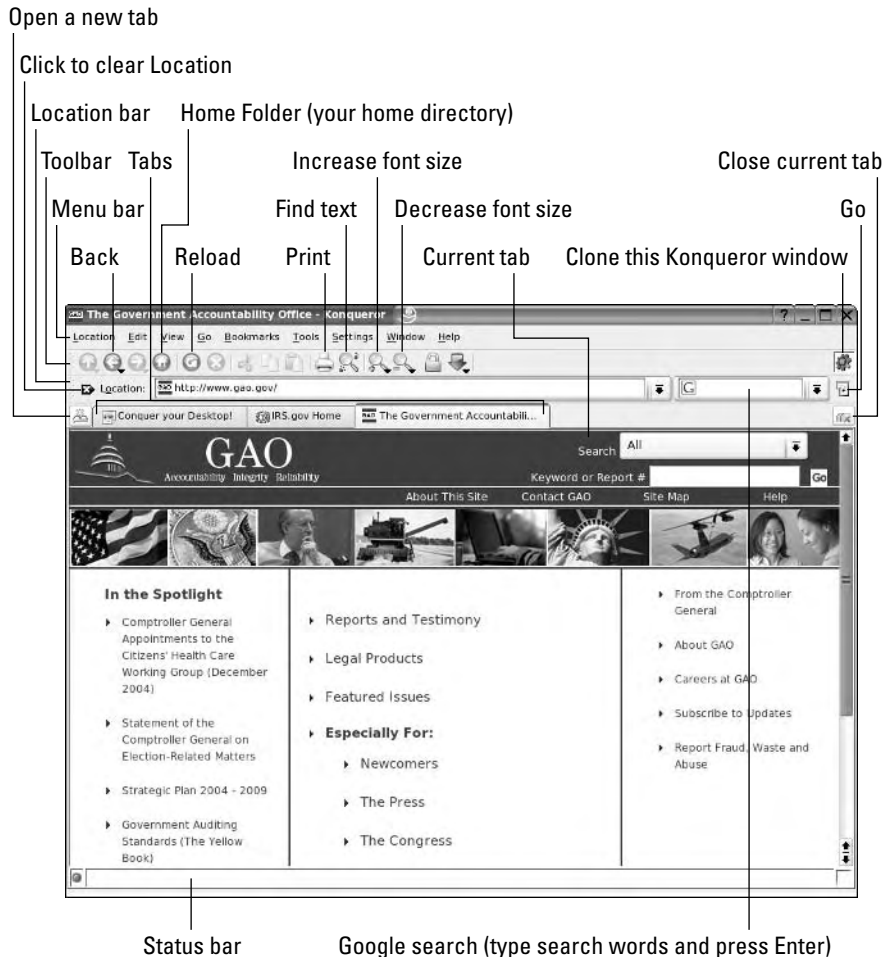 Open a new tab
Click to clear Location
Location bar Home Folder (your home directory)
Toolbar Tabs Increase font size Close current tab
Menu bar Find text Decrease font size Go
Back Reload Print Current tab Clone this Konqueror window
The Government Accountability Office - Konqueror
Location Edit View Go Bookmarks Tools Settings Window Help
Location: http://www.gao.gov/
Conquer your Desktop! IRS.gov Home The Government Accountabili...
GAO
Accountability Integrity Reliability
Search All
Keyword or Report # Go
About This Site Contact GAO Site Map Help
In the Spotlight
Comptroller General
Appointments to the
Citizens' Health Care
Working Group (December
2004)
Statement of the
Comptroller General on
Election-Related Matters
Strategic Plan 2004 - 2009
Government Auditing
Standards (The Yellow
Book)
Reports and Testimony
Legal Products
Featured Issues
Especially For:
Newcomers
The Press
The Congress
From the Comptroller
General
About GAO
Careers at GAO
Subscribe to Updates
Report Fraud, Waste and
Abuse
Status bar Google search (type search words and press Enter)